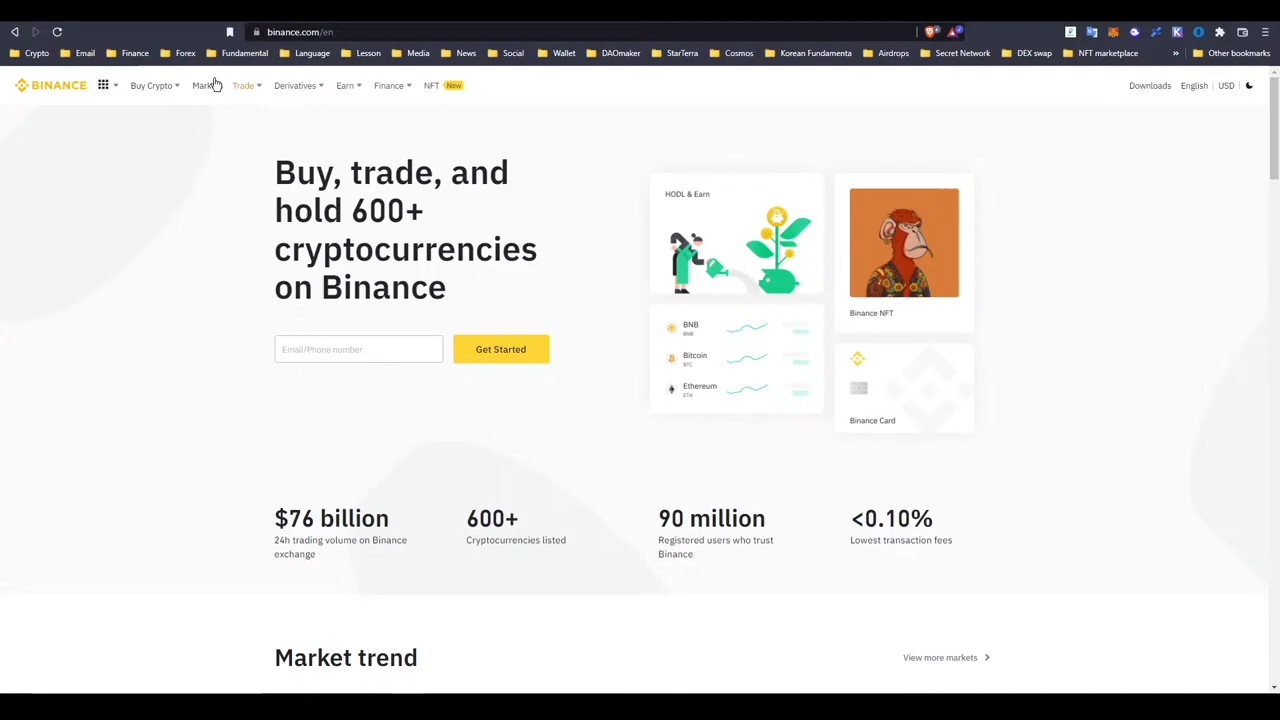 binance.com/en
Crypto Email Finance Forex Fundamental Language Lesson Media News Social Wallet DAOmaker StarTerra Cosmos Korean Fundamenta Airdrops Secret Network DEX swap NFT marketplace » Other bookmarks
BINANCE Buy Crypto Trade Derivatives Earn Finance NFT New Downloads English USD
Buy, trade, and
hold 600+
cryptocurrencies
on Binance
Email/Phone number
Get Started
HODL & Earn
BNB
BNB
Bitcoin
BTC
Ethereum
ETH
Binance NFT
Binance Card
$76 billion
24h trading volume on Binance
exchange
600+
Cryptocurrencies listed
90 million
Registered users who trust
Binance
<0.10%
Lowest transaction fees
Market trend
View more markets